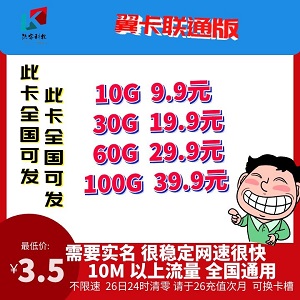 翼卡联通版
此卡全国可发
此卡全国可发
10G 9.9元
30G 19.9元
60G 29.9元
100G 39.9元
最低价:
¥3.5
需要实名 很稳定网速很快
10M 以上流量 全国通用
不限速 26日24时清零 请于26充值次月 可换卡槽